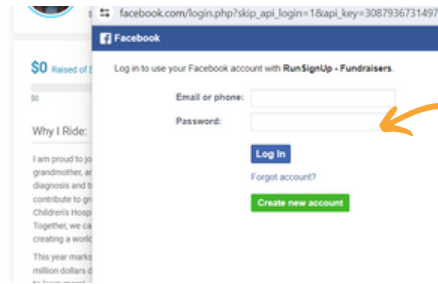 facebook.com/login.php?skip_api_login=1&api_key=3087936731497
Facebook
$0 Raised of
Log in to use your Facebook account with RunSignUp - Fundraisers.
$0
Email or phone:
Password:
Why I Ride:
Log In
I am proud to jo
Forgot account?
grandmother, ar
diagnosis and t
contribute to gr
Create new account
Children's Hosp
Together, we ca
creating a world
This year marks
million dollars d